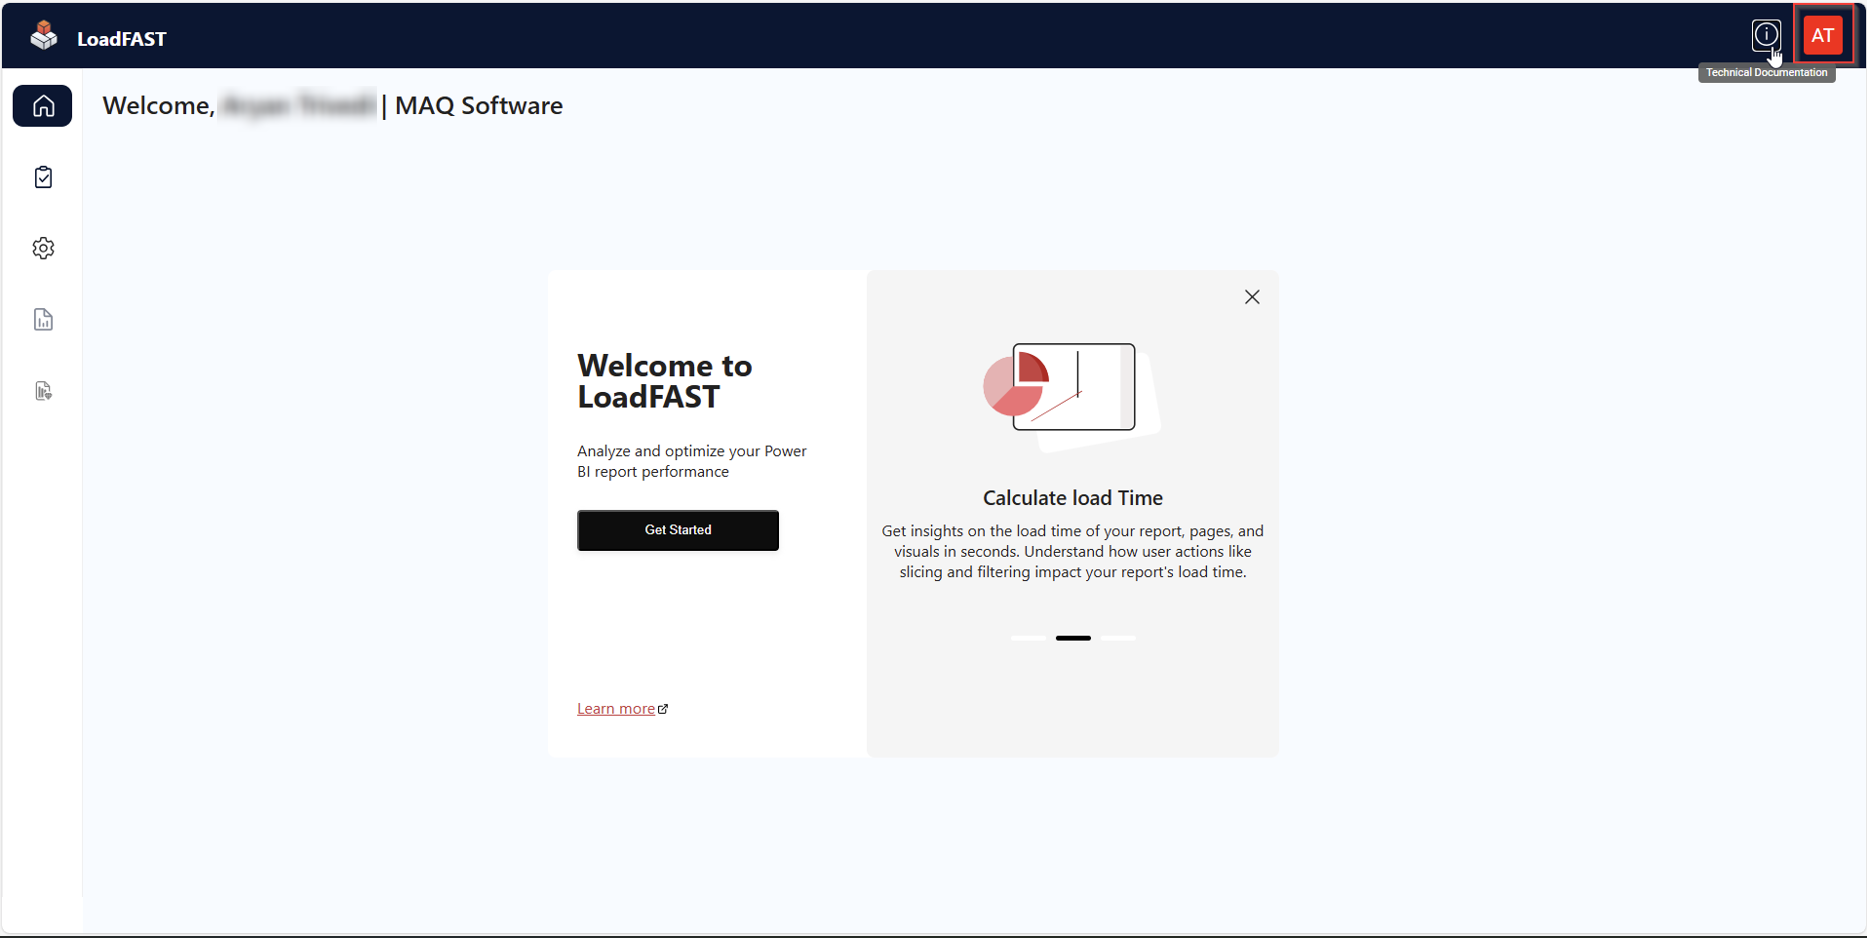 LoadFAST
AT
Technical Documentation
Welcome, | MAQ Software
Welcome to
LoadFAST
Analyze and optimize your Power
BI report performance
Get Started
Learn more
Calculate load Time
Get insights on the load time of your report, pages, and
visuals in seconds. Understand how user actions like
slicing and filtering impact your report's load time.